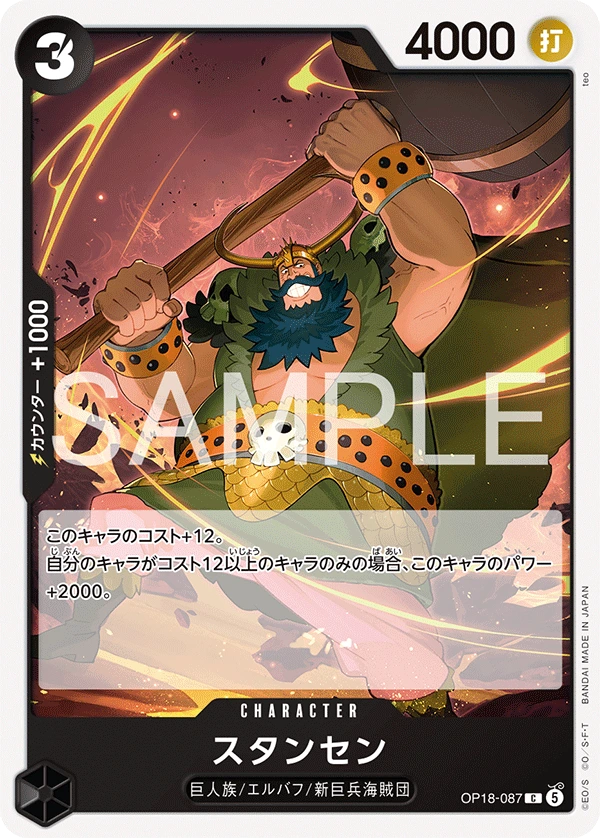 3
4000
打
teo
カウンター +1000
SAMPLE
このキャラのコスト+12。
自分のキャラがコスト12以上のキャラのみの場合、このキャラのパワー
+2000。
CHARACTER
スタンセン
巨人族/エルバフ/新巨兵海賊団
OP18-087 C 5
©E.O/S ©O/S・F・T BANDAI MADE IN JAPAN